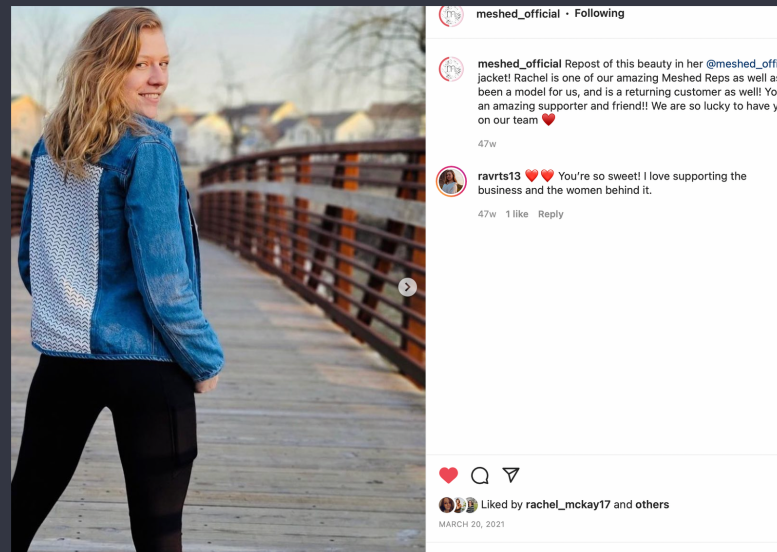 meshed_official • Following
meshed_official Repost of this beauty in her @meshed_offi
jacket! Rachel is one of our amazing Meshed Reps as well as
been a model for us, and is a returning customer as well! Yo
an amazing supporter and friend!! We are so lucky to have y
on our team ❤️
47w
ravrts13 ❤️❤️ You're so sweet! I love supporting the
business and the women behind it.
47w 1 like Reply
Liked by rachel_mckay17 and others
MARCH 20, 2021